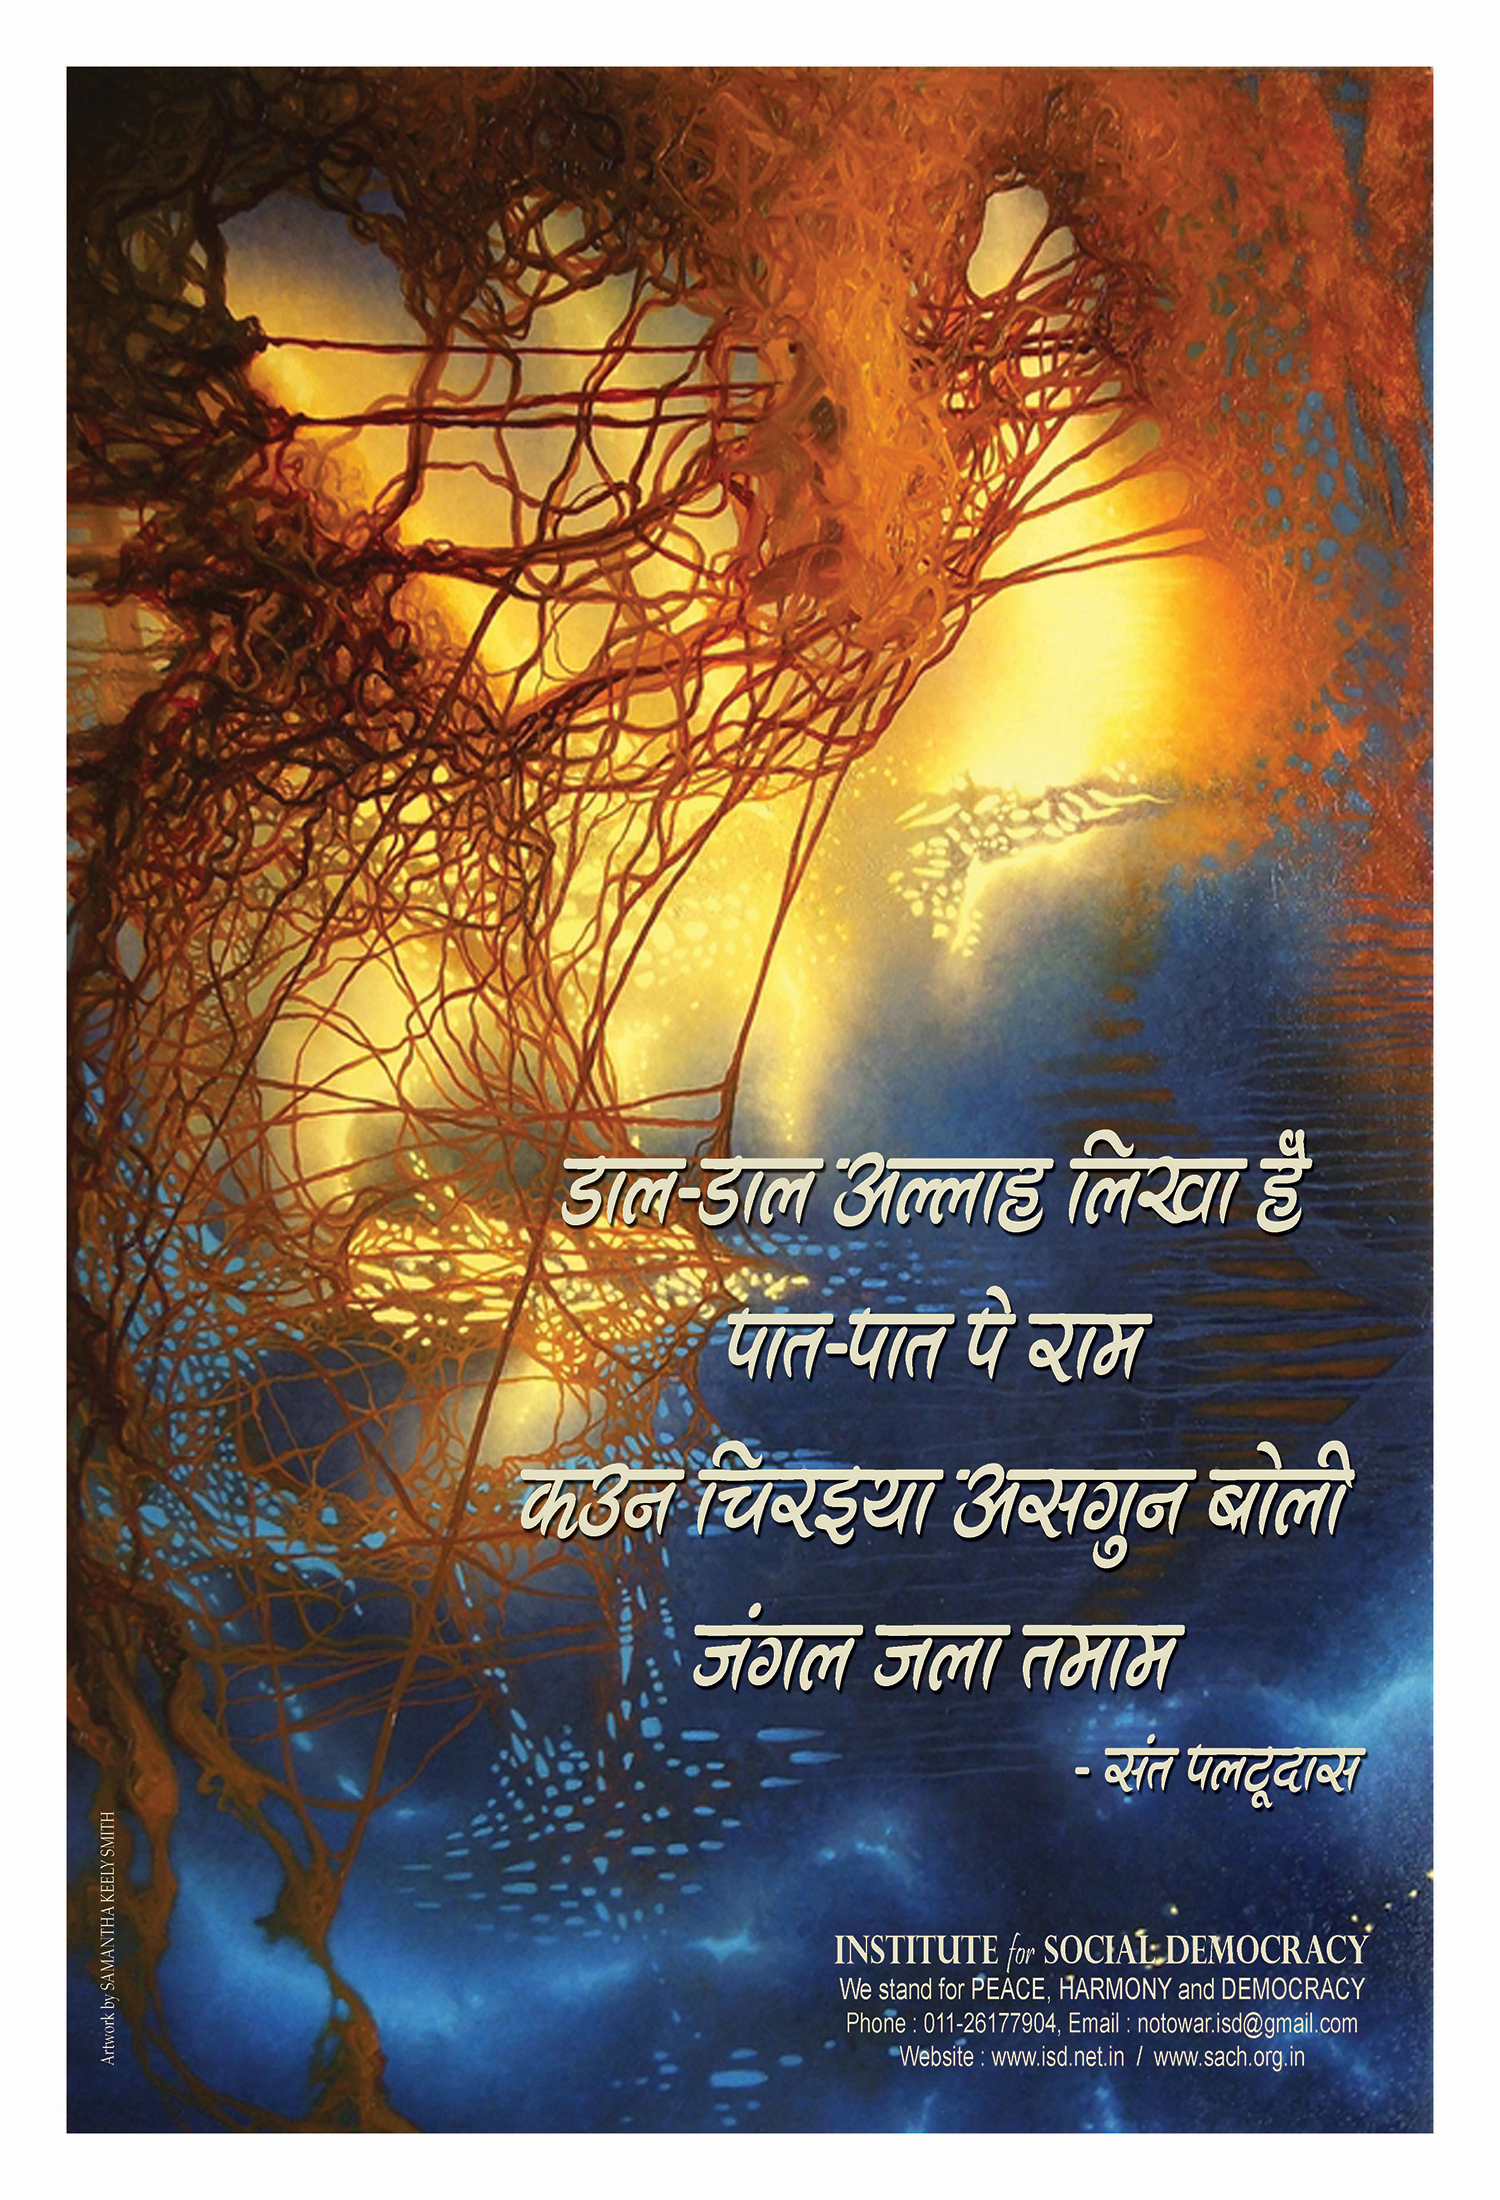 डाल-डाल अल्लाह लिखा है
पात-पात पे राम
कउन चिरइया असगुन बोली
जंगल जला तमाम
- संत पलटूदास
INSTITUTE for SOCIAL DEMOCRACY
We stand for PEACE, HARMONY and DEMOCRACY
Phone : 011-26177904, Email : notowar.isd@gmail.com
Website : www.isd.net.in / www.sach.org.in
Artwork by SAMANTHA KEELY SMITH